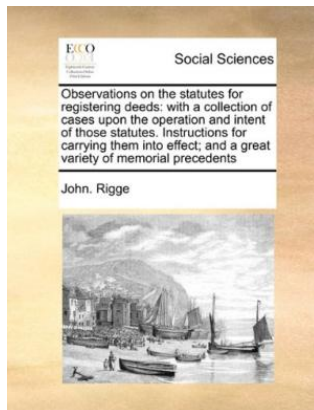 ECCO
Social Sciences
Observations on the statutes for
registering deeds: with a collection of
cases upon the operation and intent
of those statutes. Instructions for
carrying them into effect; and a great
variety of memorial precedents
John. Rigge